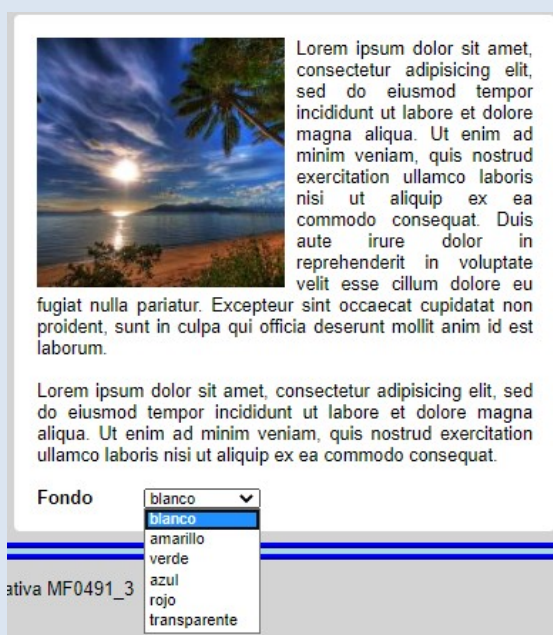 Lorem ipsum dolor sit amet,
consectetur adipisicing elit,
sed do eiusmod tempor
incididunt ut labore et dolore
magna aliqua. Ut enim ad
minim veniam, quis nostrud
exercitation ullamco laboris
nisi ut aliquip ex ea
commodo consequat. Duis
aute irure dolor in
reprehenderit in voluptate
velit esse cillum dolore eu
fugiat nulla pariatur. Excepteur sint occaecat cupidatat non
proident, sunt in culpa qui officia deserunt mollit anim id est
laborum.
Lorem ipsum dolor sit amet, consectetur adipisicing elit, sed
do eiusmod tempor incididunt ut labore et dolore magna
aliqua. Ut enim ad minim veniam, quis nostrud exercitation
ullamco laboris nisi ut aliquip ex ea commodo consequat.
Fondo blanco
blanco
amarillo
verde
azul
rojo
transparente
ativa MF0491_3